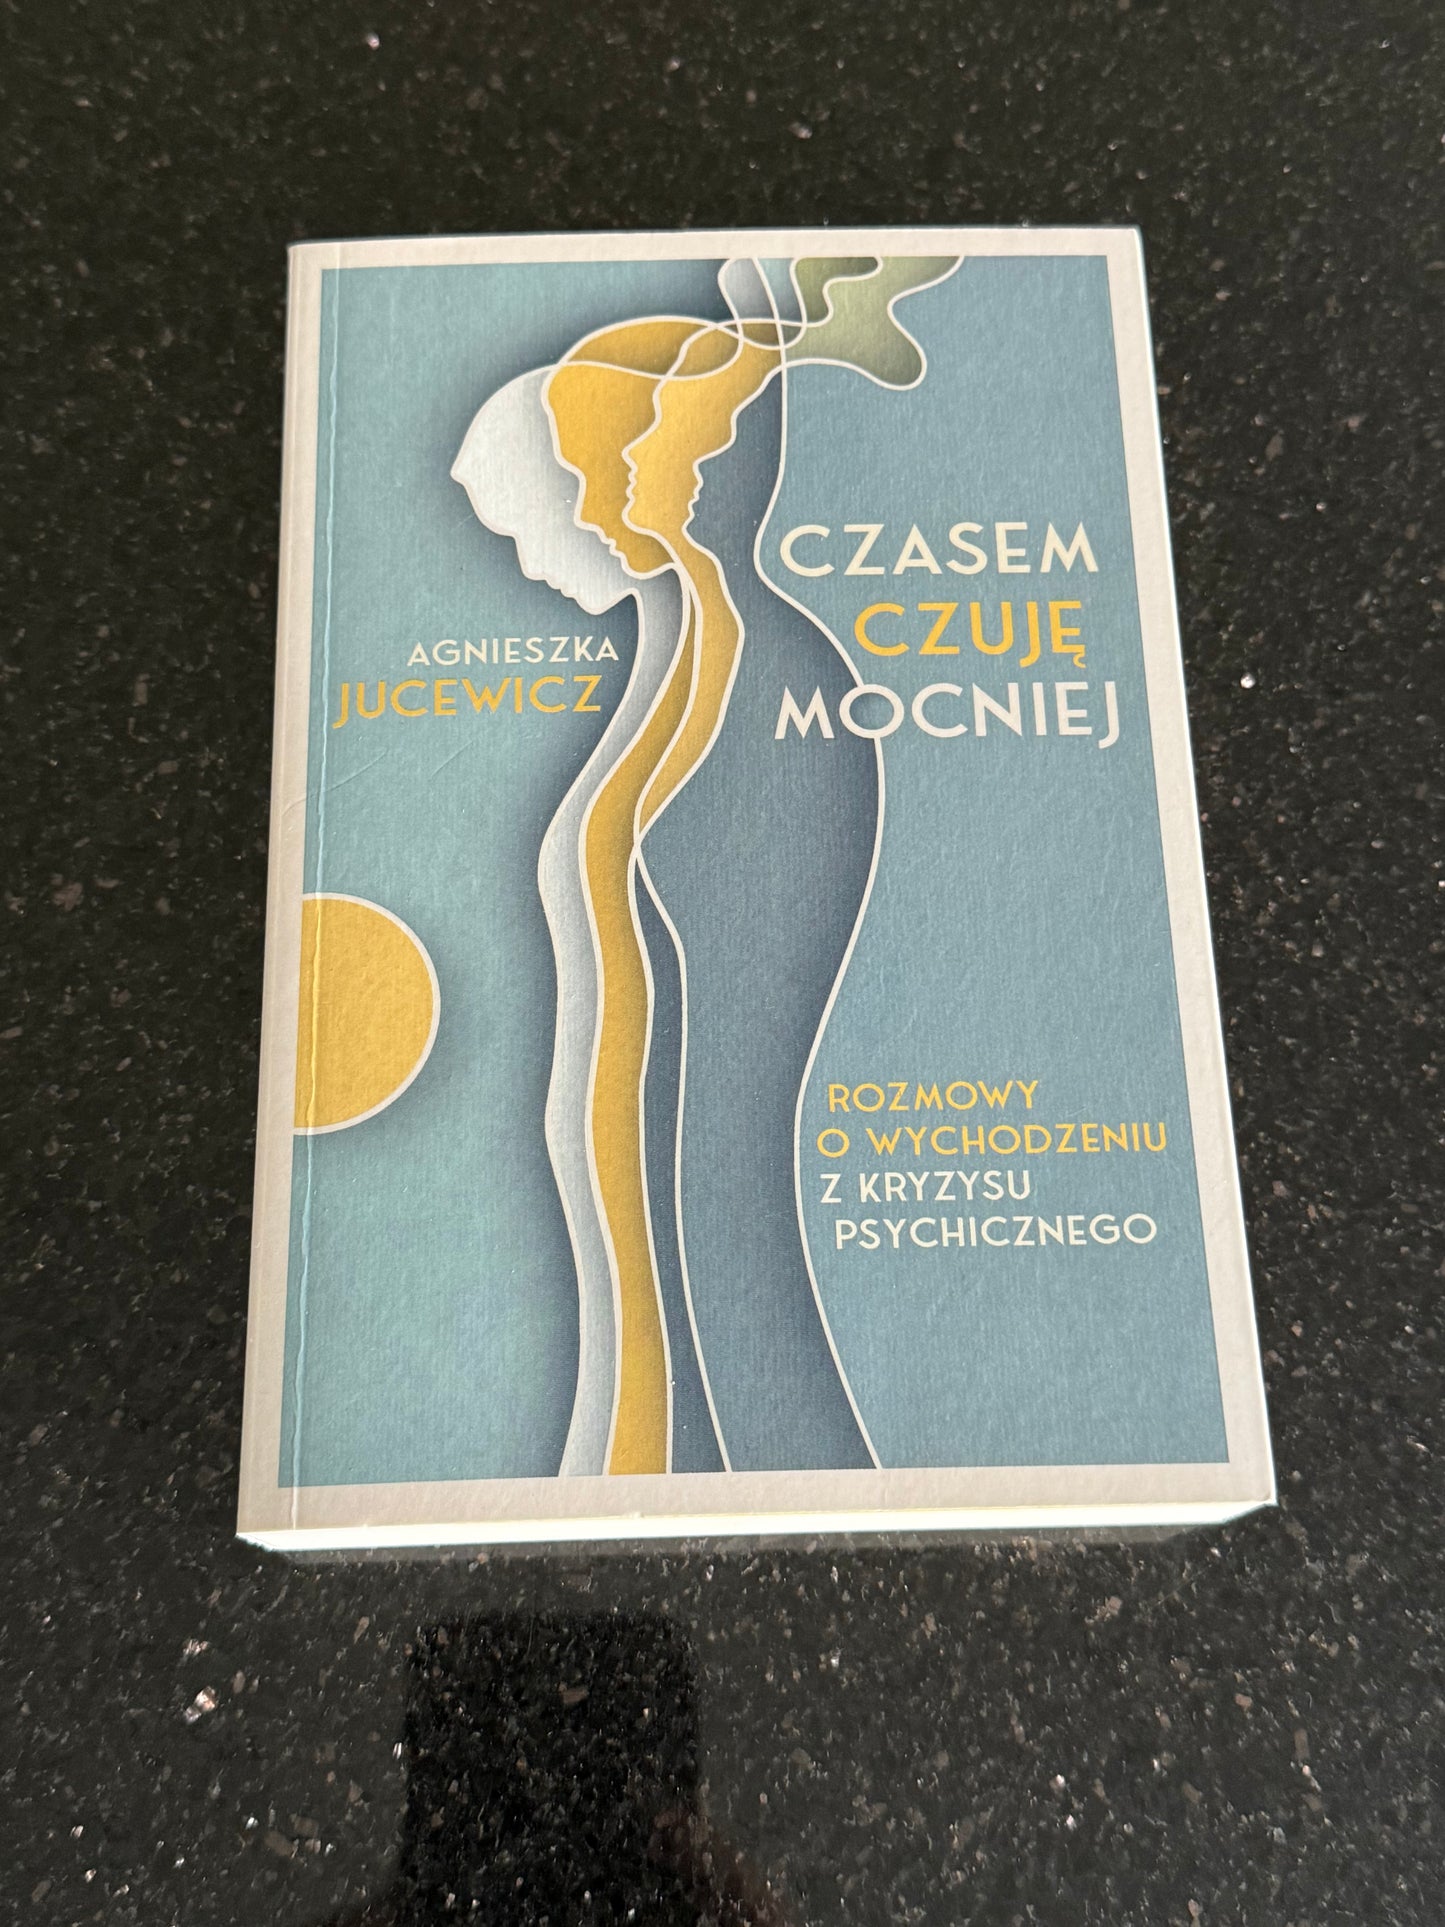 AGNIESZKA
JUCEWICZ
CZASEM
CZUJĘ
MOCNIEJ
ROZMOWY
O WYCHODZENIU
Z KRYZYSU
PSYCHICZNEGO